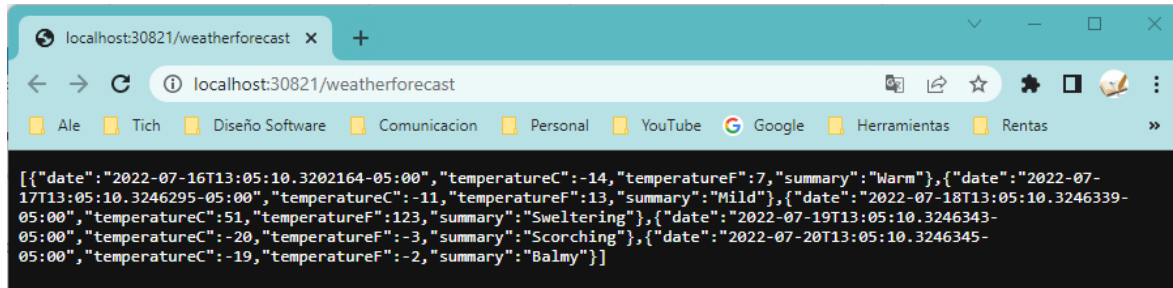 localhost:30821/weatherforecast
localhost:30821/weatherforecast
Ale Tich Diseño Software Comunicacion Personal YouTube Google Herramientas Rentas »
[{"date":"2022-07-16T13:05:10.3202164-05:00","temperatureC":-14,"temperatureF":7,"summary":"Warm"},{"date":"2022-07-
17T13:05:10.3246295-05:00","temperatureC":-11,"temperatureF":13,"summary":"Mild"},{"date":"2022-07-18T13:05:10.3246339-
05:00","temperatureC":51,"temperatureF":123,"summary":"Sweltering"},{"date":"2022-07-19T13:05:10.3246343-
05:00","temperatureC":-20,"temperatureF":-3,"summary":"Scorching"},{"date":"2022-07-20T13:05:10.3246345-
05:00","temperatureC":-19,"temperatureF":-2,"summary":"Balmy"}]